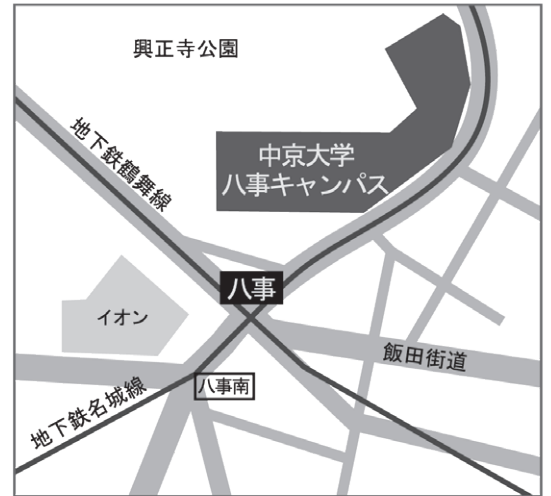 興正寺公園
地下鉄鶴舞線
中京大学
八事キャンパス
八事
イオン
飯田街道
八事南
地下鉄名城線